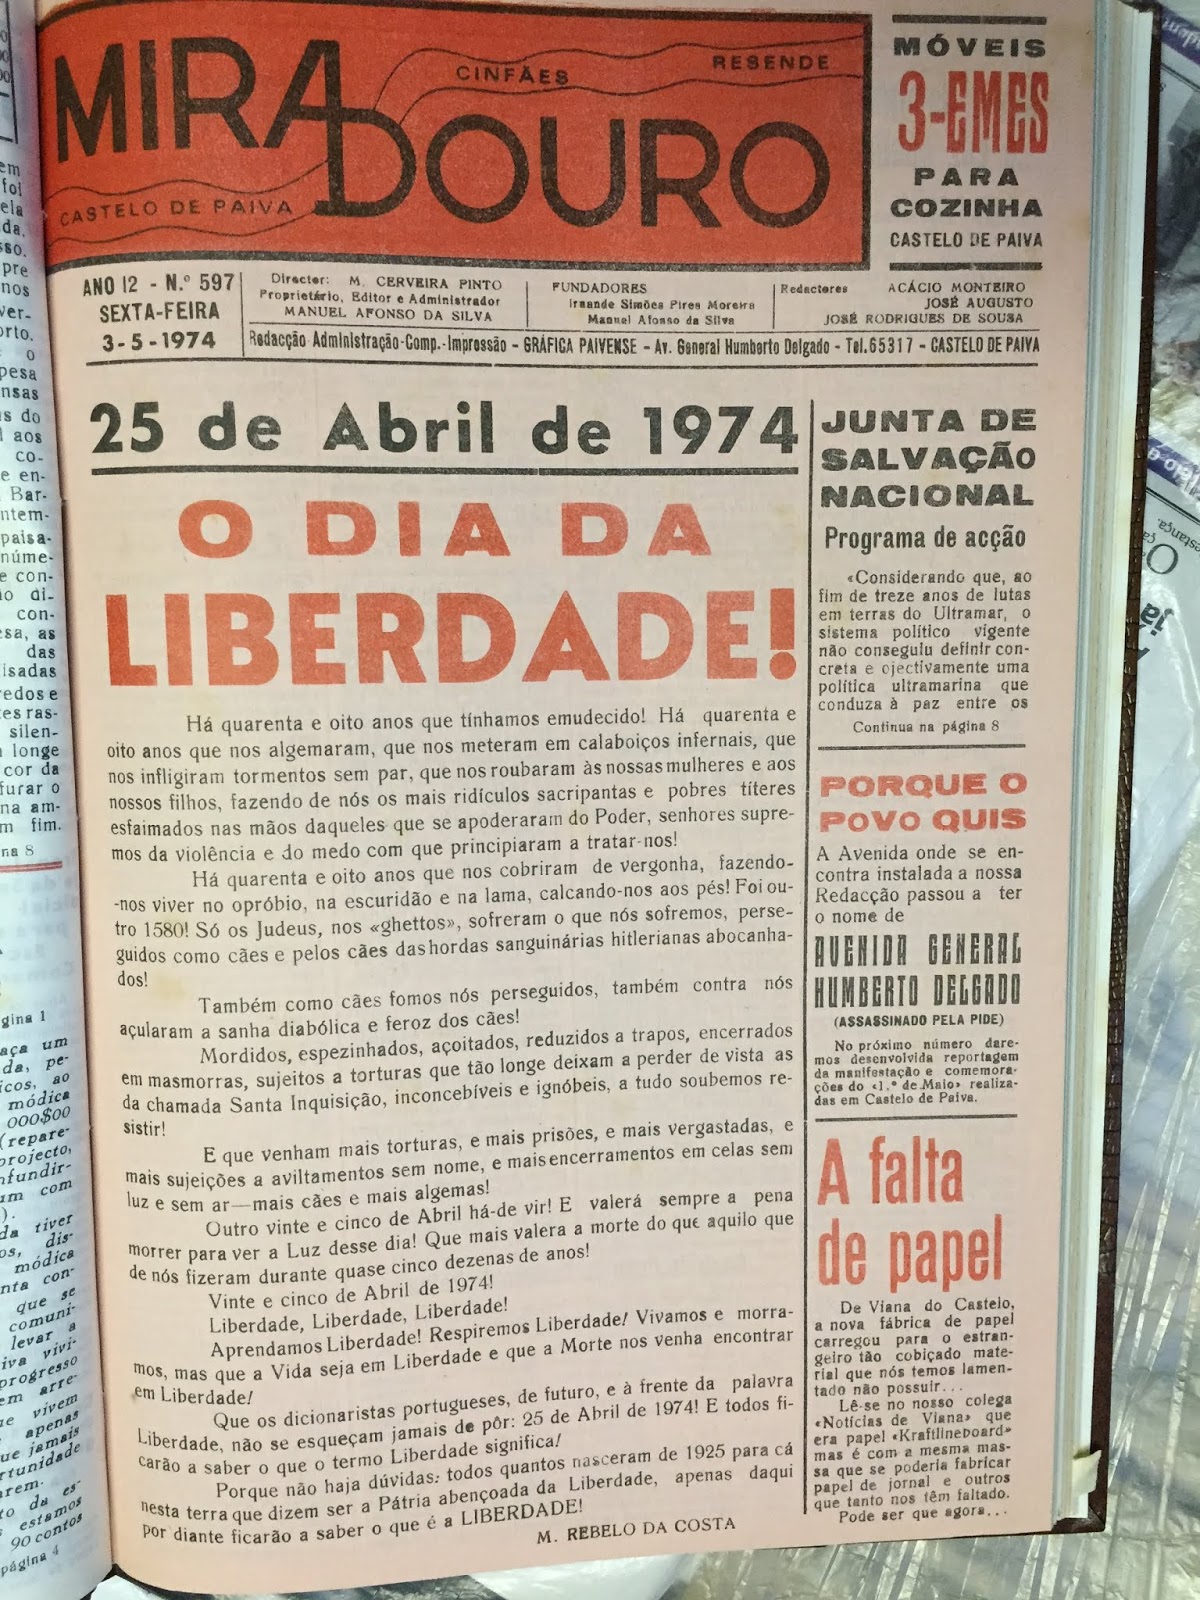 MIRADOURO
CINFÃES
RESENDE
CASTELO DE PAIVA
MÓVEIS
3-EMES
PARA
COZINHA
CASTELO DE PAIVA
ANO 12 - N.º 597
SEXTA-FEIRA
3-5-1974
Director: M. CERVEIRA PINTO
Proprietário, Editor e Administrador
MANUEL AFONSO DA SILVA
FUNDADORES
Iranade Simões Pires Moreira
Manuel Afonso da Silva
Redactores ACÁCIO MONTEIRO
JOSÉ AUGUSTO
JOSÉ RODRIGUES DE SOUSA
Redacção Administração-Comp.-Impressão - GRÁFICA PAIVENSE - Av. General Humberto Delgado - Tel.65317 - CASTELO DE PAIVA
25 de Abril de 1974
O DIA DA
LIBERDADE!
Há quarenta e oito anos que tínhamos emudecido! Há quarenta e
oito anos que nos algemaram, que nos meteram em calaboiços infernais, que
nos infligiram tormentos sem par, que nos roubaram às nossas mulheres e aos
nossos filhos, fazendo de nós os mais ridículos sacripantas e pobres títeres
esfaimados nas mãos daqueles que se apoderaram do Poder, senhores supre-
mos da violência e do medo com que principiaram a tratar-nos!
Há quarenta e oito anos que nos cobriram de vergonha, fazendo-
-nos viver no opróbio, na escuridão e na lama, calcando-nos aos pés! Foi ou-
tro 1580! Só os Judeus, nos «ghettos», sofreram o que nós sofremos, perse-
guidos como cães e pelos cães das hordas sanguinárias hitlerianas abocanha-
dos!
Também como cães fomos nós perseguidos, também contra nós
açularam a sanha diabólica e feroz dos cães!
Mordidos, espezinhados, açoitados, reduzidos a trapos, encerrados
em masmorras, sujeitos a torturas que tão longe deixam a perder de vista as
da chamada Santa Inquisição, inconcebíveis e ignóbeis, a tudo soubemos re-
sistir!
E que venham mais torturas, e mais prisões, e mais vergastadas, e
mais sujeições a aviltamentos sem nome, e mais encerramentos em celas sem
luz e sem ar—mais cães e mais algemas!
Outro vinte e cinco de Abril há-de vir! E valerá sempre a pena
morrer para ver a Luz desse dia! Que mais valera a morte do que aquilo que
de nós fizeram durante quase cinco dezenas de anos!
Vinte e cinco de Abril de 1974!
Liberdade, Liberdade, Liberdade!
Aprendamos Liberdade! Respiremos Liberdade! Vivamos e morra-
mos, mas que a Vida seja em Liberdade e que a Morte nos venha encontrar
em Liberdade!
Que os dicionaristas portugueses, de futuro, e à frente da palavra
Liberdade, não se esqueçam jamais de pôr: 25 de Abril de 1974! E todos fi-
carão a saber o que o termo Liberdade significa!
Porque não haja dúvidas: todos quantos nasceram de 1925 para cá
nesta terra que dizem ser a Pátria abençoada da Liberdade, apenas daqui
por diante ficarão a saber o que é a LIBERDADE!
M. REBELO DA COSTA
JUNTA DE
SALVAÇÃO
NACIONAL
Programa de acção
«Considerando que, ao
fim de treze anos de lutas
em terras do Ultramar, o
sistema político vigente
não conseguiu definir con-
creta e ojectivamente uma
política ultramarina que
conduza à paz entre os
Continua na página 8
PORQUE O
POVO QUIS
A Avenida onde se en-
contra instalada a nossa
Redacção passou a ter
o nome de
AVENIDA GENERAL
HUMBERTO DELGADO
(ASSASSINADO PELA PIDE)
No próximo número dare-
mos desenvolvida reportagem
da manifestação e comemora-
ções do «1.º de Maio» realiza-
das em Castelo de Paiva.
A falta
de papel
De Viana do Castelo,
a nova fábrica de papel
carregou para o estran-
geiro tão cobiçado mate-
rial que nós temos lamen-
tado não possuir...
Lê-se no nosso colega
«Notícias de Viana» que
era papel «Kraftlineboard»
mas é com a mesma mas-
sa que se poderia fabricar
papel de jornal e outros
que tanto nos têm faltado.
Pode ser que agora...